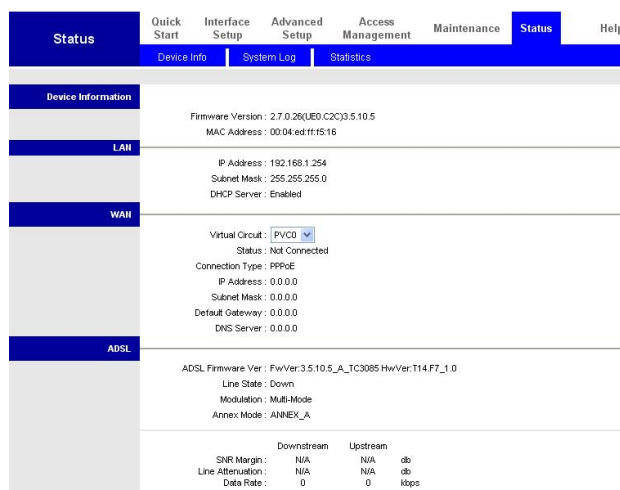 Status
Quick Start
Interface Setup
Advanced Setup
Access Management
Maintenance
Status
Help
Device Info
System Log
Statistics
Device Information
Firmware Version : 2.7.0.26(UE0.C2C)3.5.10.5
MAC Address : 00:04:ed:ff:f5:16
LAN
IP Address : 192.168.1.254
Subnet Mask : 255.255.255.0
DHCP Server : Enabled
WAN
Virtual Circuit : PVC0
Status : Not Connected
Connection Type : PPPoE
IP Address : 0.0.0.0
Subnet Mask : 0.0.0.0
Default Gateway : 0.0.0.0
DNS Server : 0.0.0.0
ADSL
ADSL Firmware Ver : FwVer:3.5.10.5_A_TC3085 HwVer:T14.F7_1.0
Line State : Down
Modulation : Multi-Mode
Annex Mode : ANNEX_A
Downstream Upstream
SNR Margin : N/A N/A db
Line Attenuation : N/A N/A db
Data Rate : 0 0 kbps